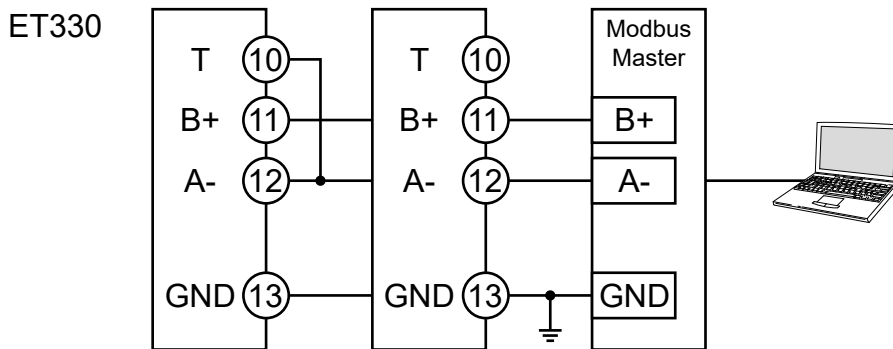 ET330
T 10 T 10 Modbus
Master
B+ 11 B+ 11 B+
A- 12 A- 12 A-
GND 13 GND 13 GND